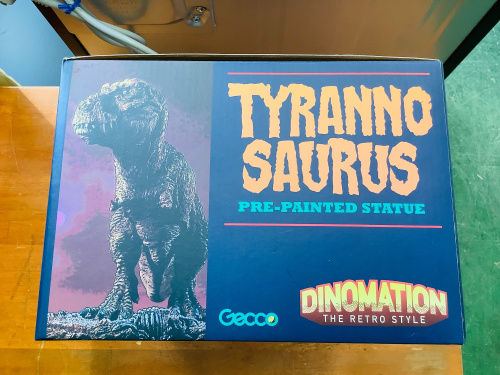 TYRANNO
SAURUS
PRE-PAINTED STATUE
Gecco
DINOMATION
THE RETRO STYLE